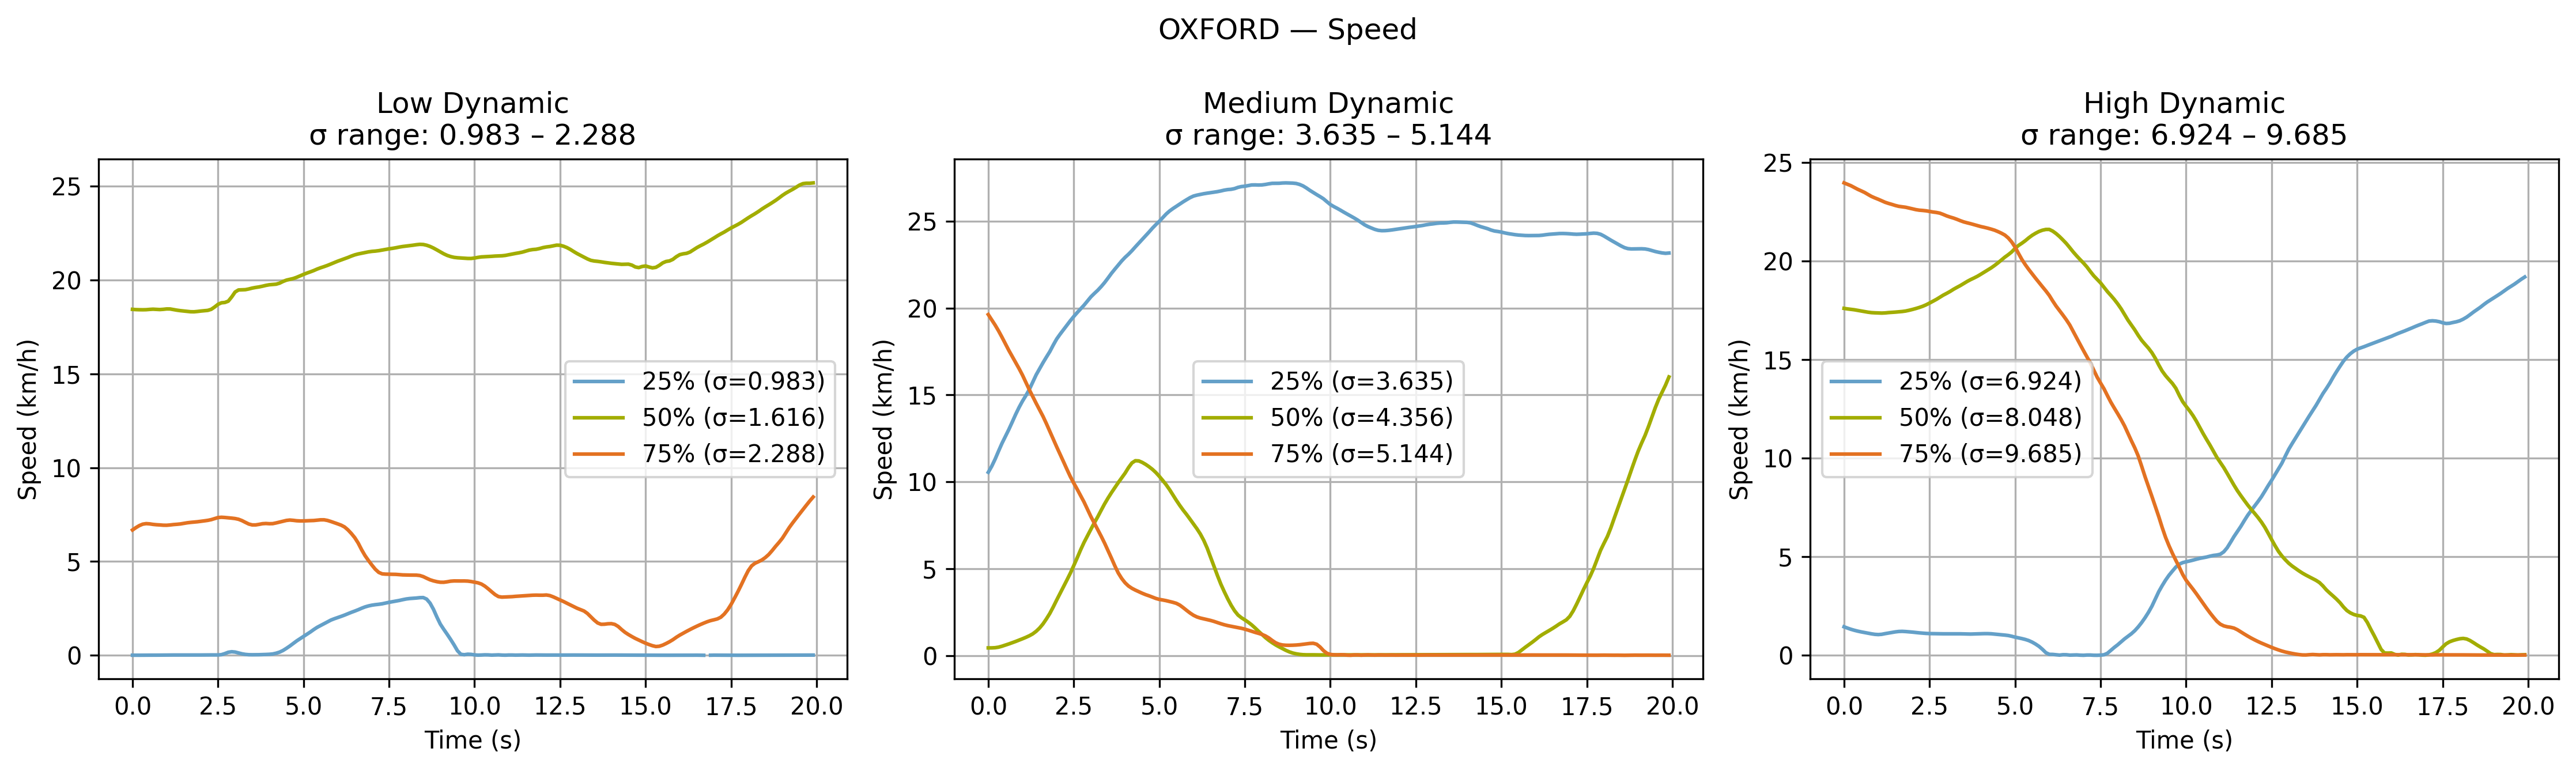 OXFORD — Speed
Low Dynamic
σ range: 0.983 – 2.288
Speed (km/h)
25
20
15
10
5
0
25% (σ=0.983)
50% (σ=1.616)
75% (σ=2.288)
0.0 2.5 5.0 7.5 10.0 12.5 15.0 17.5 20.0
Time (s)
Medium Dynamic
σ range: 3.635 – 5.144
Speed (km/h)
25
20
15
10
5
0
25% (σ=3.635)
50% (σ=4.356)
75% (σ=5.144)
0.0 2.5 5.0 7.5 10.0 12.5 15.0 17.5 20.0
Time (s)
High Dynamic
σ range: 6.924 – 9.685
Speed (km/h)
25
20
15
10
5
0
25% (σ=6.924)
50% (σ=8.048)
75% (σ=9.685)
0.0 2.5 5.0 7.5 10.0 12.5 15.0 17.5 20.0
Time (s)